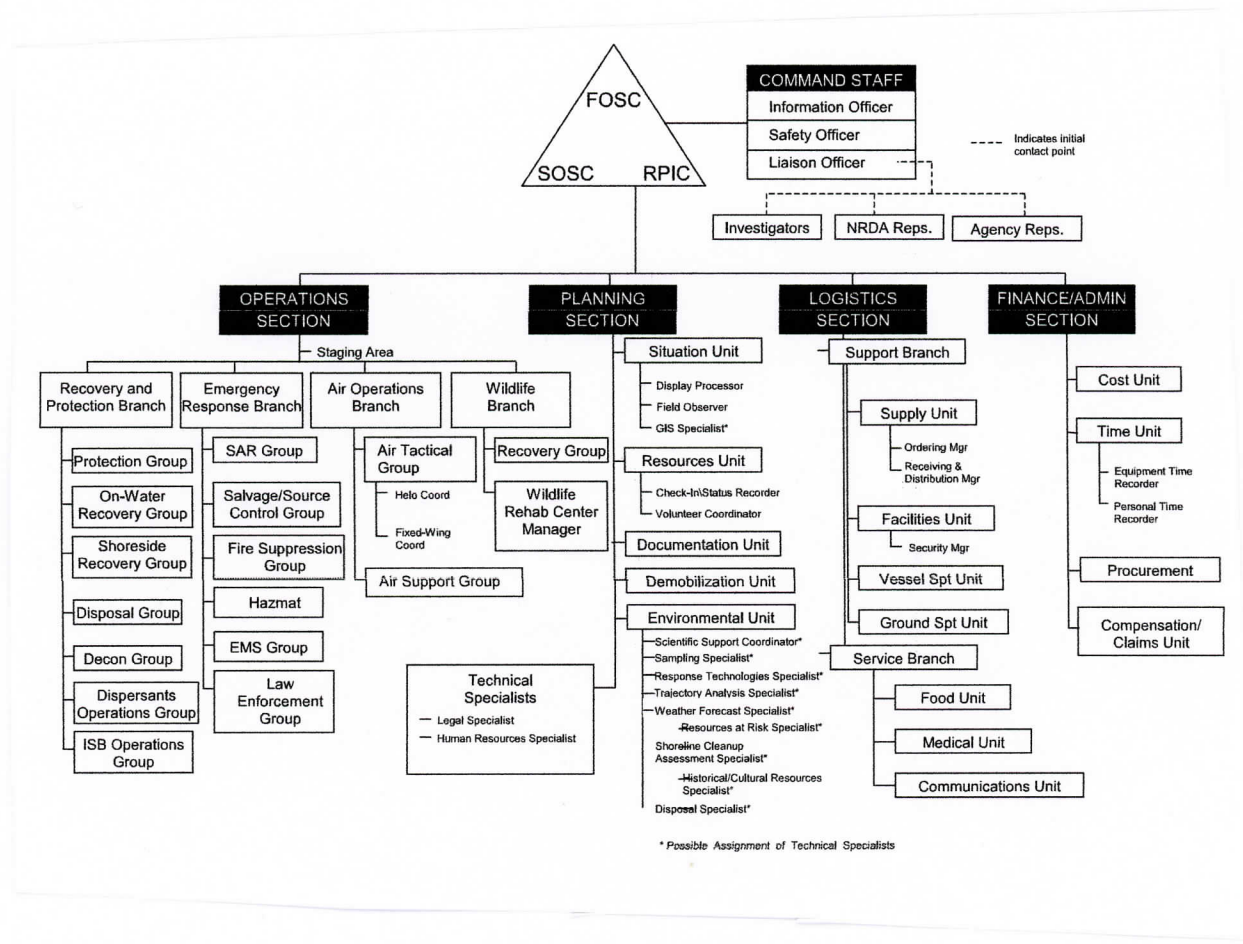 FOSC
SOSC
RPIC
COMMAND STAFF
Information Officer
Safety Officer
Liaison Officer
Indicates initial
contact point
Investigators
NRDA Reps.
Agency Reps.
OPERATIONS
SECTION
Staging Area
Recovery and
Protection Branch
Protection Group
On-Water
Recovery Group
Shoreside
Recovery Group
Disposal Group
Decon Group
Dispersants
Operations Group
ISB Operations
Group
Emergency
Response Branch
SAR Group
Salvage/Source
Control Group
Fire Suppression
Group
Hazmat
EMS Group
Law
Enforcement
Group
Air Operations
Branch
Air Tactical
Group
Helo Coord
Fixed-Wing
Coord
Air Support Group
Wildlife
Branch
Recovery Group
Wildlife
Rehab Center
Manager
PLANNING
SECTION
Situation Unit
Display Processor
Field Observer
GIS Specialist*
Resources Unit
Check-In\Status Recorder
Volunteer Coordinator
Documentation Unit
Demobilization Unit
Environmental Unit
Scientific Support Coordinator*
Sampling Specialist*
Response Technologies Specialist*
Trajectory Analysis Specialist*
Weather Forecast Specialist*
Resources at Risk Specialist*
Shoreline Cleanup
Assessment Specialist*
Historical/Cultural Resources
Specialist*
Disposal Specialist*
Technical
Specialists
Legal Specialist
Human Resources Specialist
LOGISTICS
SECTION
Support Branch
Supply Unit
Ordering Mgr
Receiving &
Distribution Mgr
Facilities Unit
Security Mgr
Vessel Spt Unit
Ground Spt Unit
Service Branch
Food Unit
Medical Unit
Communications Unit
FINANCE/ADMIN
SECTION
Cost Unit
Time Unit
Equipment Time
Recorder
Personal Time
Recorder
Procurement
Compensation/
Claims Unit
* Possible Assignment of Technical Specialists